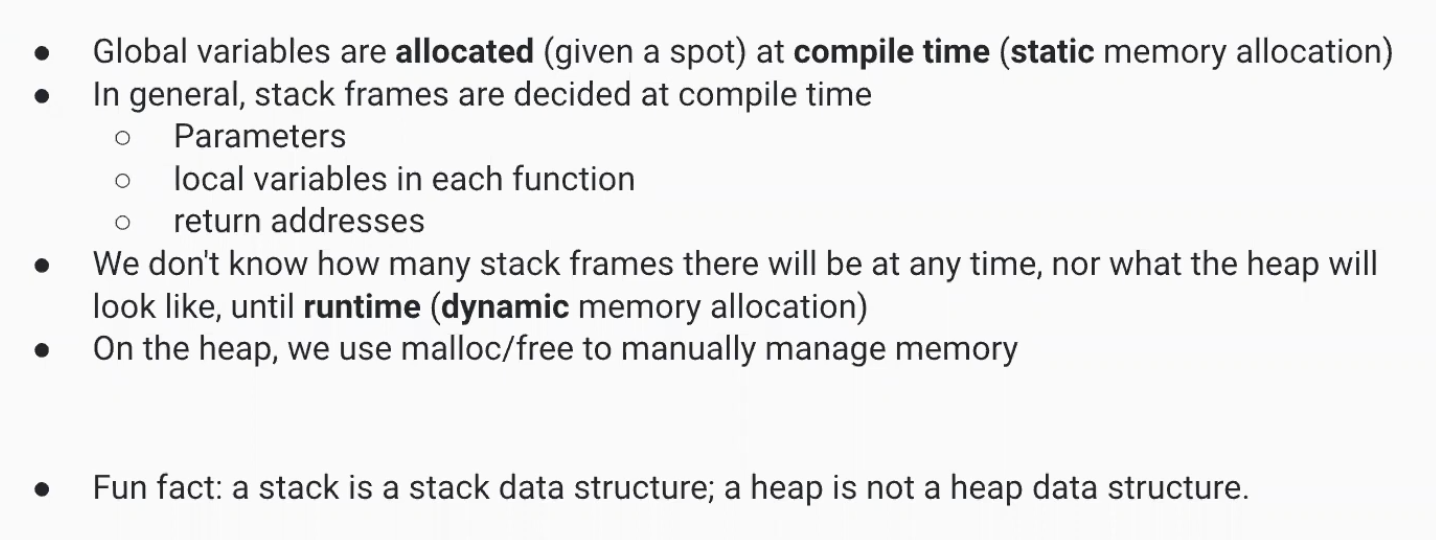 ● Global variables are allocated (given a spot) at compile time (static memory allocation)
● In general, stack frames are decided at compile time
○ Parameters
○ local variables in each function
○ return addresses
● We don't know how many stack frames there will be at any time, nor what the heap will
look like, until runtime (dynamic memory allocation)
● On the heap, we use malloc/free to manually manage memory
● Fun fact: a stack is a stack data structure; a heap is not a heap data structure.